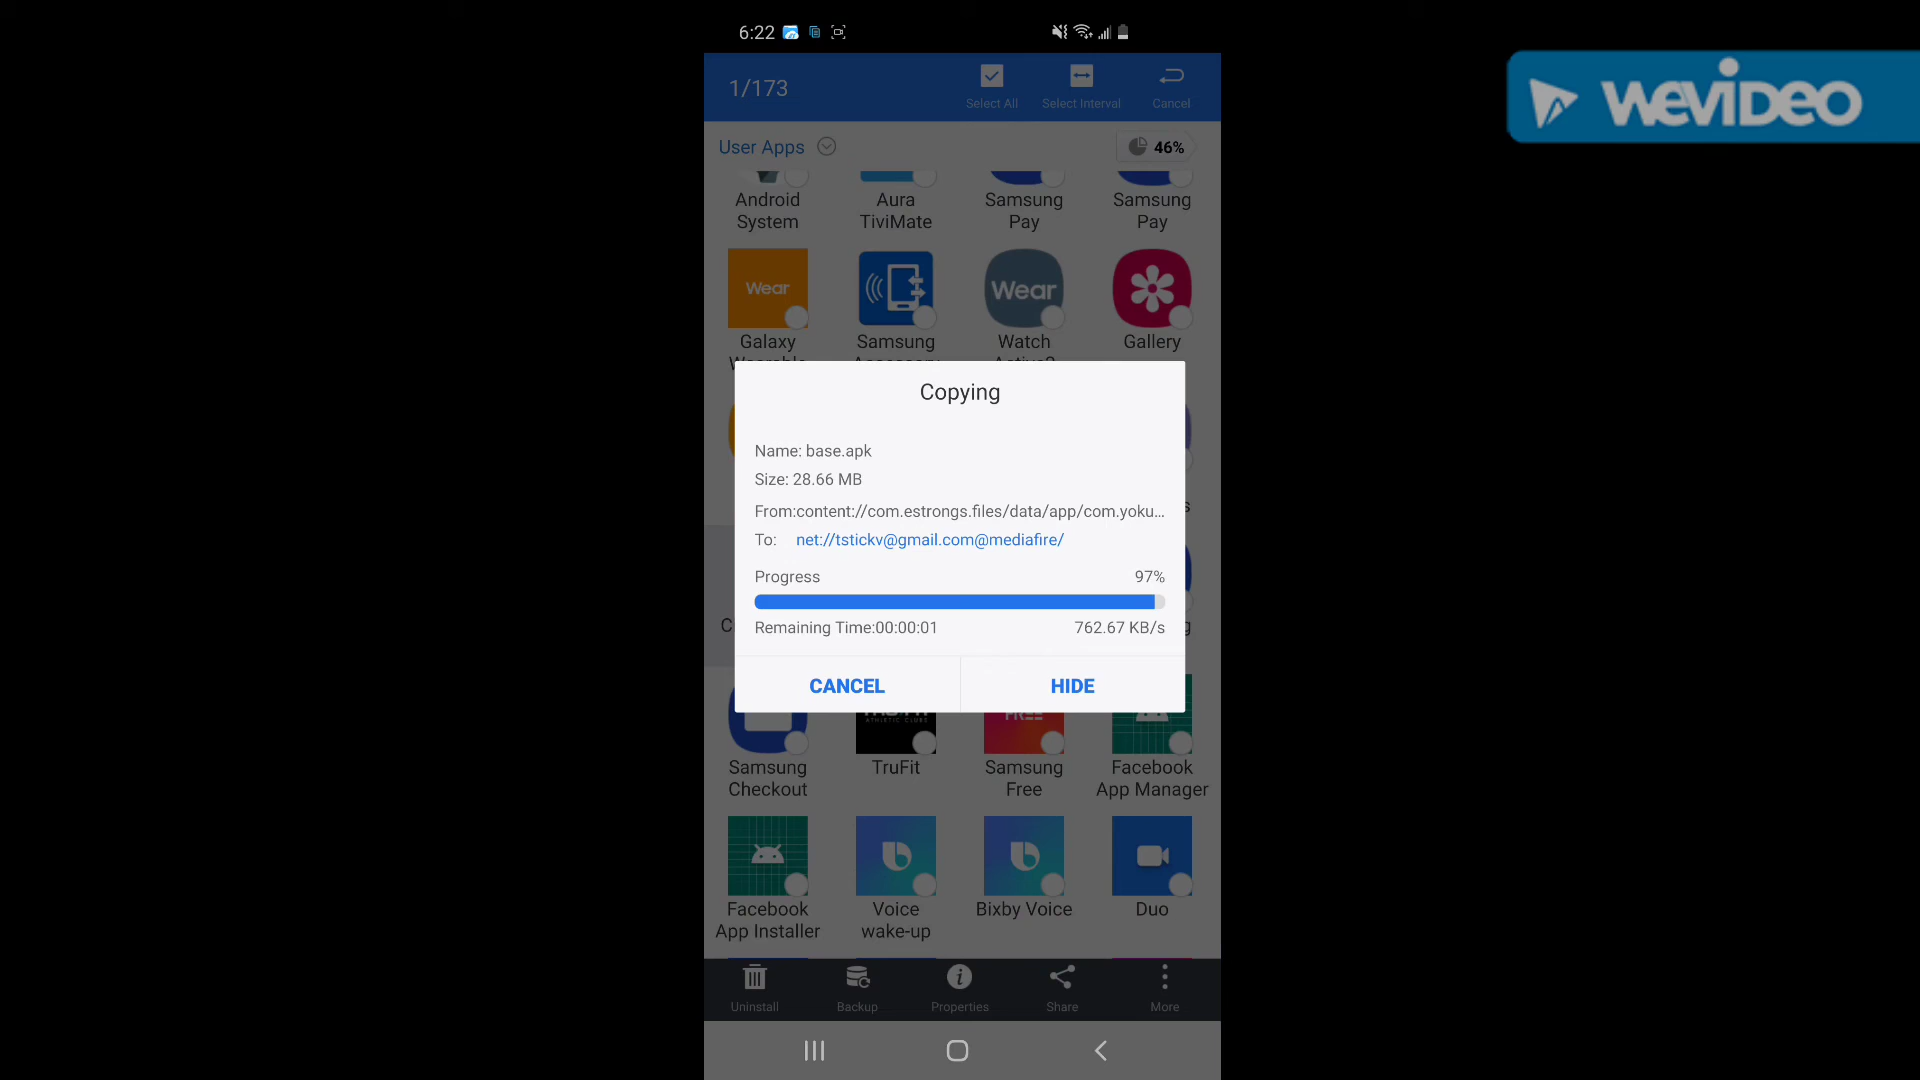 6:22
WeVideo
1/173
Select All
Select Interval
Cancel
User Apps
46%
Android System
Aura TiviMate
Samsung Pay
Samsung Pay
Wear
Wear
Galaxy
Samsung
Watch
Gallery
Copying
Name: base.apk
Size: 28.66 MB
From:content://com.estrongs.files/data/app/com.yoku...
To: net://tstickv@gmail.com@mediafire/
Progress
97%
Remaining Time:00:00:01
762.67 KB/s
CANCEL
HIDE
ATHLETIC CLUBS
FREE
Samsung Checkout
TruFit
Samsung Free
Facebook App Manager
Facebook App Installer
Voice wake-up
Bixby Voice
Duo
Uninstall
Backup
Properties
Share
More